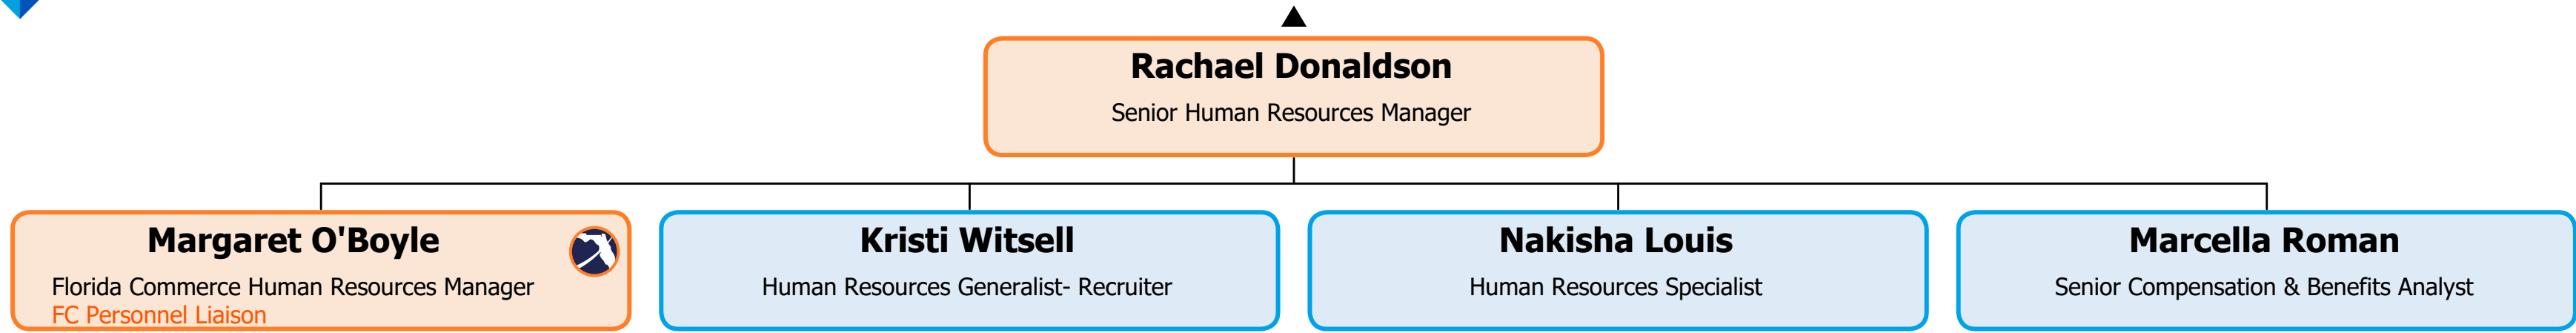 Rachael Donaldson
Senior Human Resources Manager
Margaret O'Boyle
Florida Commerce Human Resources Manager
FC Personnel Liaison
Kristi Witsell
Human Resources Generalist- Recruiter
Nakisha Louis
Human Resources Specialist
Marcella Roman
Senior Compensation & Benefits Analyst